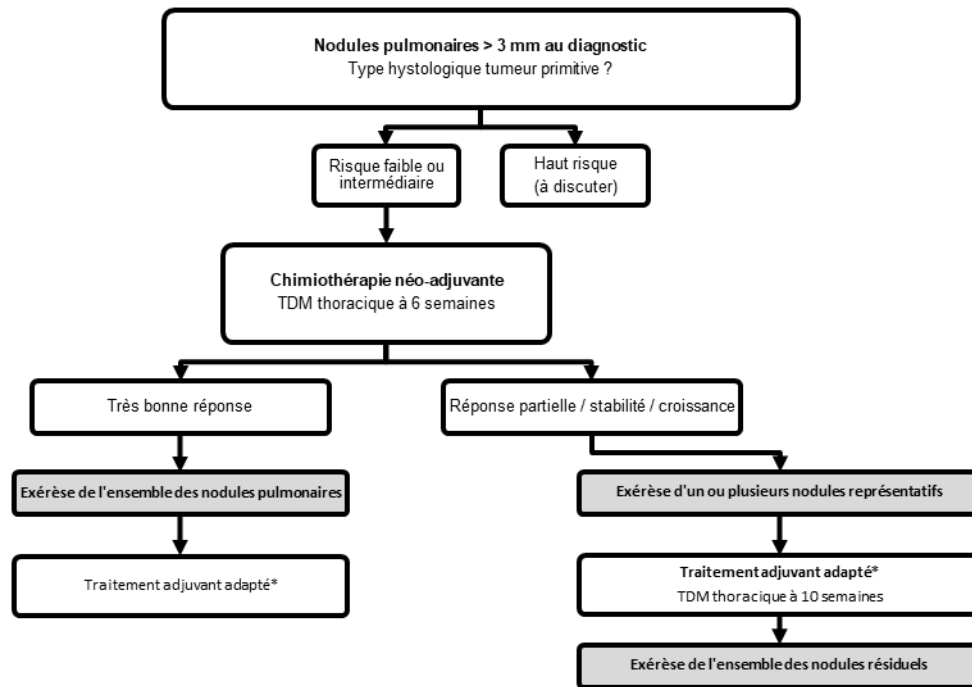 Nodules pulmonaires > 3 mm au diagnostic
Type hystologique tumeur primitive ?
Risque faible ou
intermédiaire
Haut risque
(à discuter)
Chimiothérapie néo-adjuvante
TDM thoracique à 6 semaines
Très bonne réponse
Réponse partielle / stabilité / croissance
Exérèse de l'ensemble des nodules pulmonaires
Exérèse d'un ou plusieurs nodules représentatifs
Traitement adjuvant adapté*
Traitement adjuvant adapté*
TDM thoracique à 10 semaines
Exérèse de l'ensemble des nodules résiduels